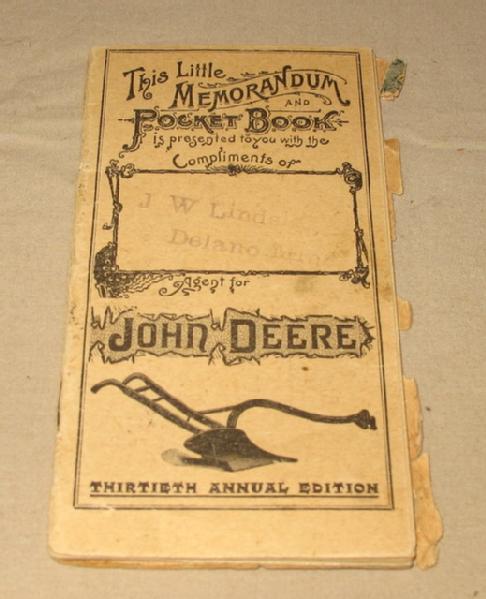 This Little
MEMORANDUM
AND
POCKET BOOK
is presented to you with the
Compliments of
J W
Delano
Agent for
JOHN DEERE
THIRTIETH ANNUAL EDITION